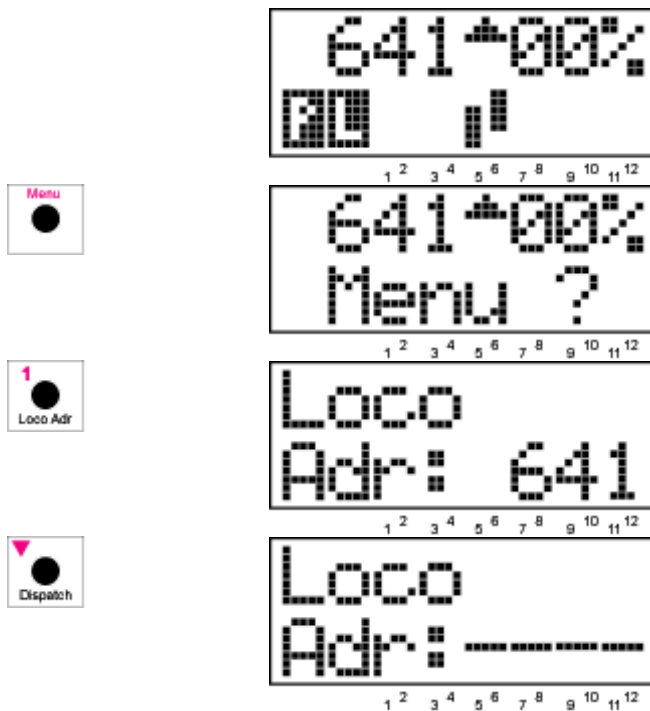 641 00%
PL
1 2 3 4 5 6 7 8 9 10 11 12
Menu
641 00%
Menu ?
1 2 3 4 5 6 7 8 9 10 11 12
1
Loco Adr
Loco
Adr: 641
1 2 3 4 5 6 7 8 9 10 11 12
Dispatch
Loco
Adr:----
1 2 3 4 5 6 7 8 9 10 11 12